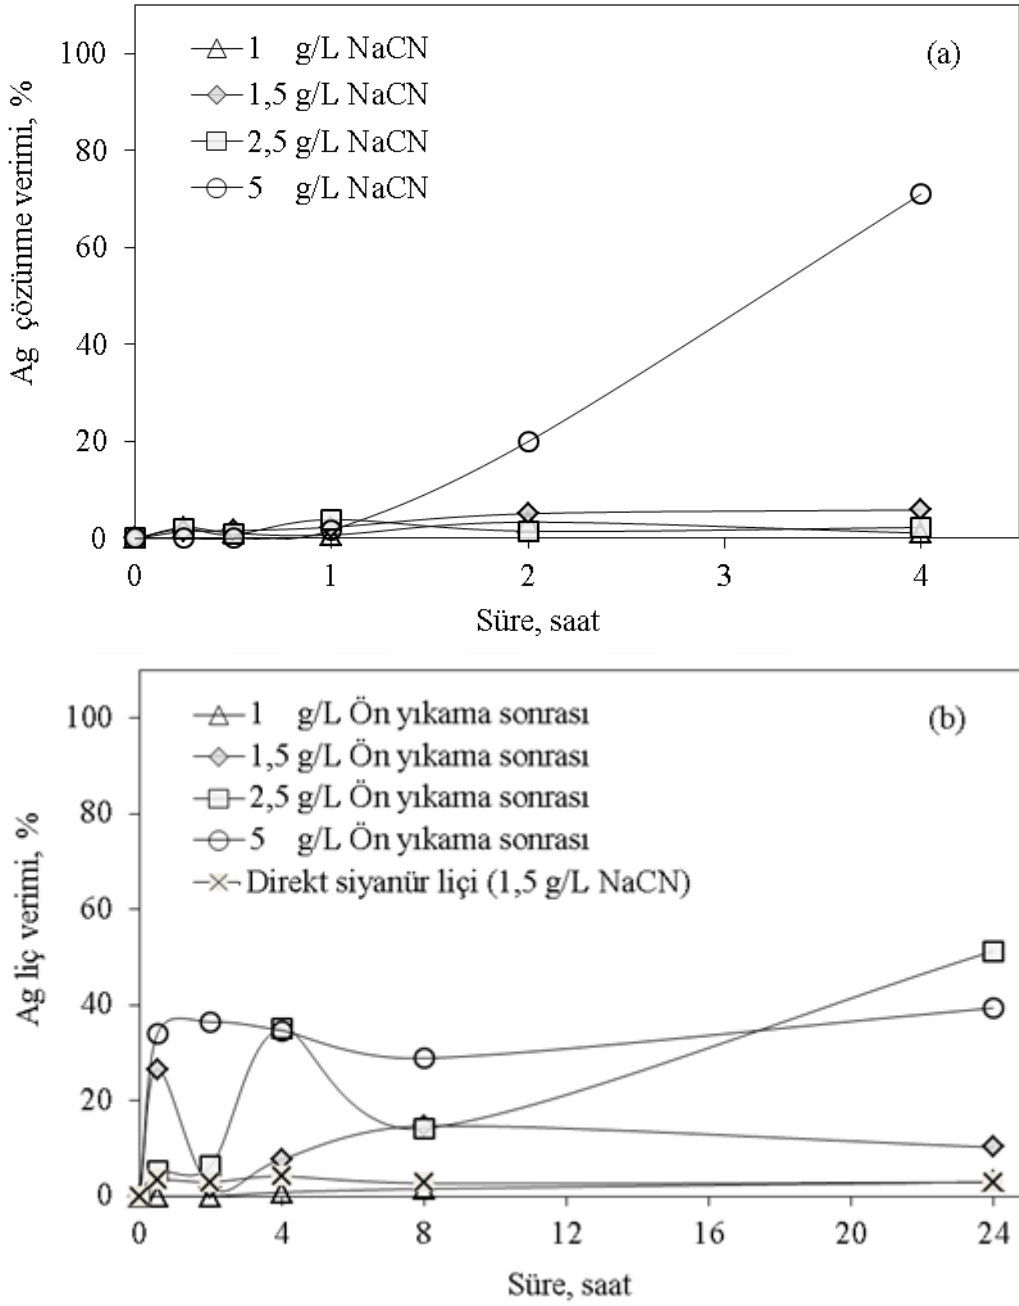 100
80
60
40
20
0
Ag çözünme verimi, %
1 g/L NaCN
1,5 g/L NaCN
2,5 g/L NaCN
5 g/L NaCN
(a)
0 1 2 3 4
Süre, saat
100
80
60
40
20
0
Ag liç verimi, %
1 g/L Ön yıkama sonrası
1,5 g/L Ön yıkama sonrası
2,5 g/L Ön yıkama sonrası
5 g/L Ön yıkama sonrası
Direkt siyanür liçi (1,5 g/L NaCN)
(b)
0 4 8 12 16 20 24
Süre, saat